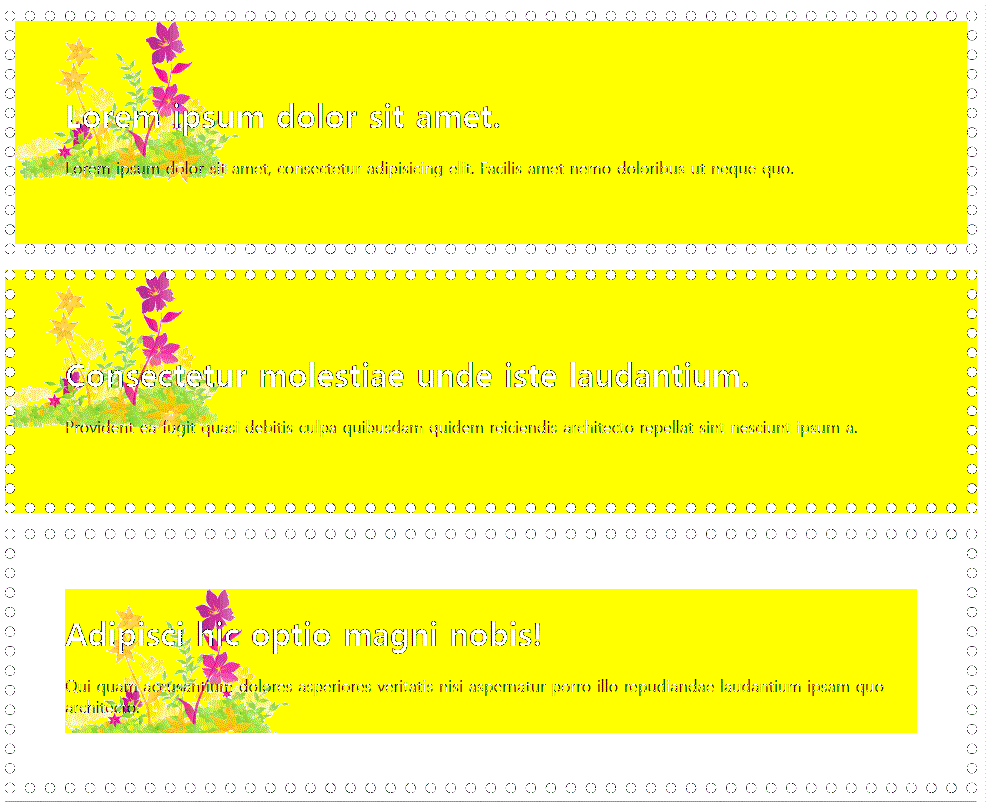 Lorem ipsum dolor sit amet.
Lorem ipsum dolor sit amet, consectetur adipisicing elit. Facilis amet nemo doloribus ut neque quo.
Consectetur molestiae unde iste laudantium.
Provident ea fugit quasi debitis culpa quibusdam quidem reiciendis architecto repellat sint nesciunt ipsum a.
Adipisci hic optio magni nobis!
Qui quam accusantium dolores asperiores veritatis nisi aspernatur porro illo repudiandae laudantium ipsam quo
architecto.